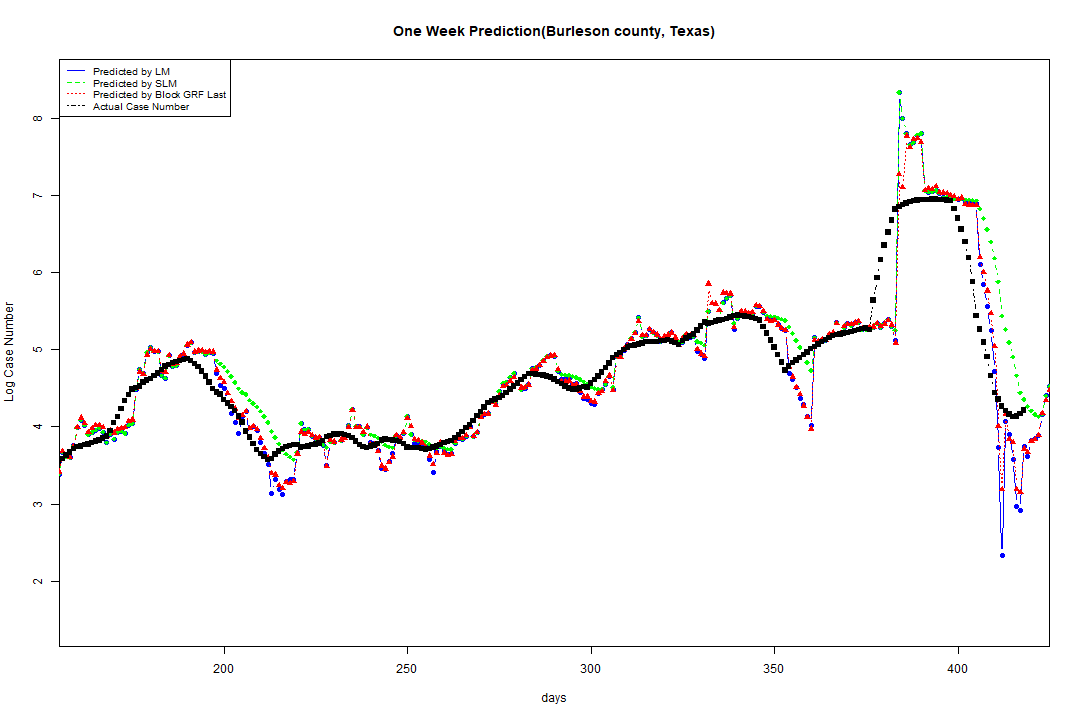 One Week Prediction(Burleson county, Texas)
Predicted by LM
Predicted by SLM
Predicted by Block GRF Last
Actual Case Number
8
7
6
5
4
3
2
Log Case Number
200 250 300 350 400
days